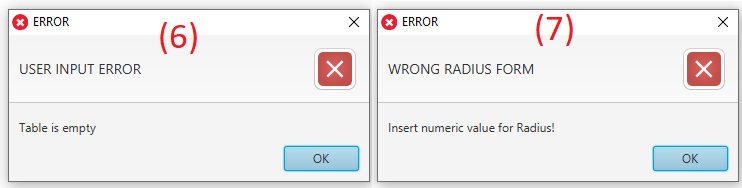 ERROR
(6)
USER INPUT ERROR
Table is empty
OK
ERROR
(7)
WRONG RADIUS FORM
Insert numeric value for Radius!
OK